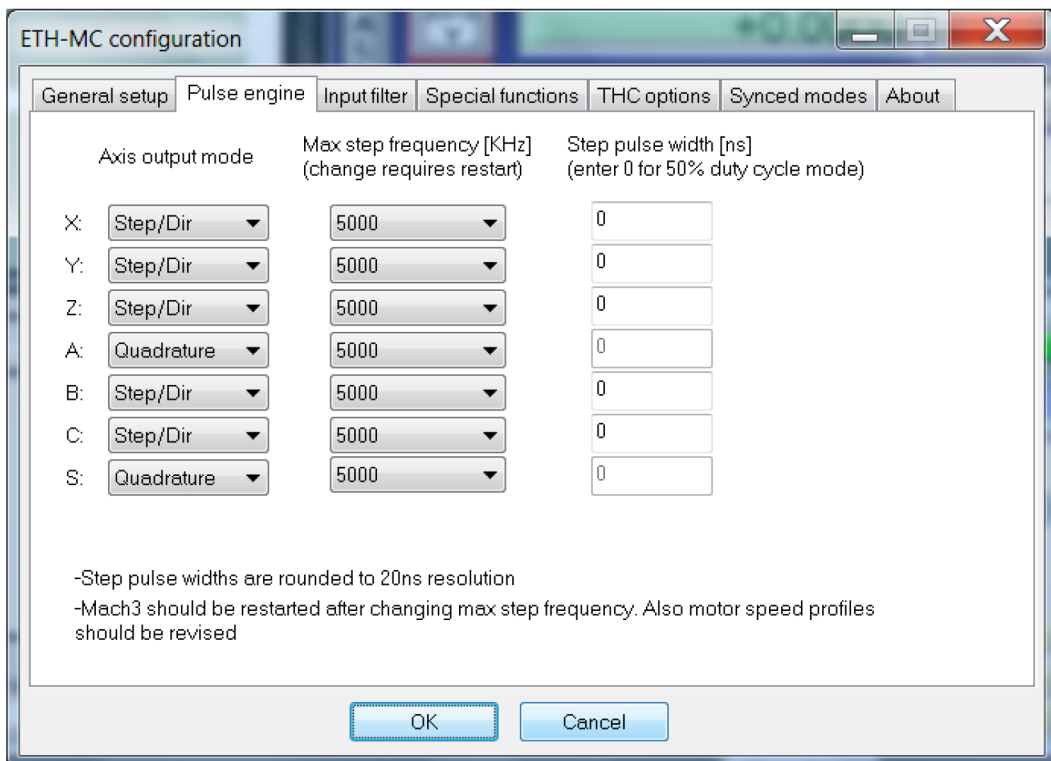 ETH-MC configuration
General setup Pulse engine Input filter Special functions THC options Synced modes About
Axis output mode
Max step frequency [KHz]
(change requires restart)
Step pulse width [ns]
(enter 0 for 50% duty cycle mode)
X: Step/Dir 5000 0
Y: Step/Dir 5000 0
Z: Step/Dir 5000 0
A: Quadrature 5000 0
B: Step/Dir 5000 0
C: Step/Dir 5000 0
S: Quadrature 5000 0
-Step pulse widths are rounded to 20ns resolution
-Mach3 should be restarted after changing max step frequency. Also motor speed profiles
should be revised
OK Cancel